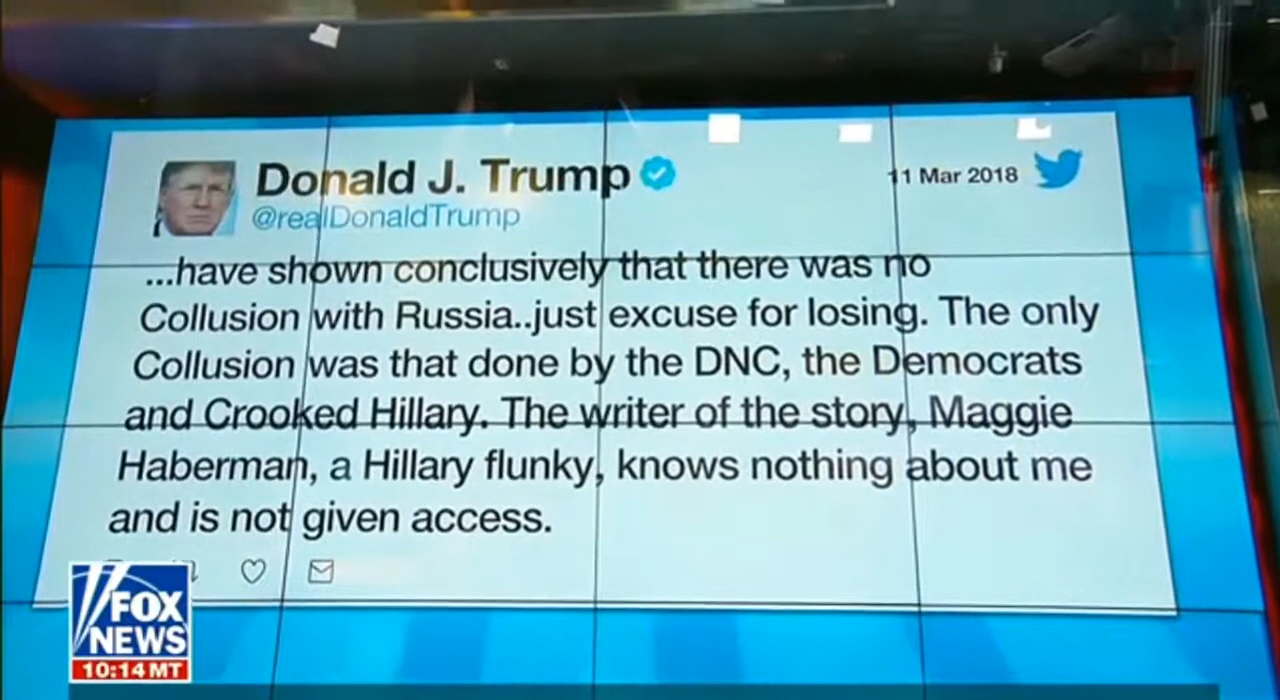 Donald J. Trump
@realDonaldTrump
11 Mar 2018
...have shown conclusively that there was no
Collusion with Russia..just excuse for losing. The only
Collusion was that done by the DNC, the Democrats
and Crooked Hillary. The writer of the story, Maggie
Haberman, a Hillary flunky, knows nothing about me
and is not given access.
FOX
NEWS
10:14 MT